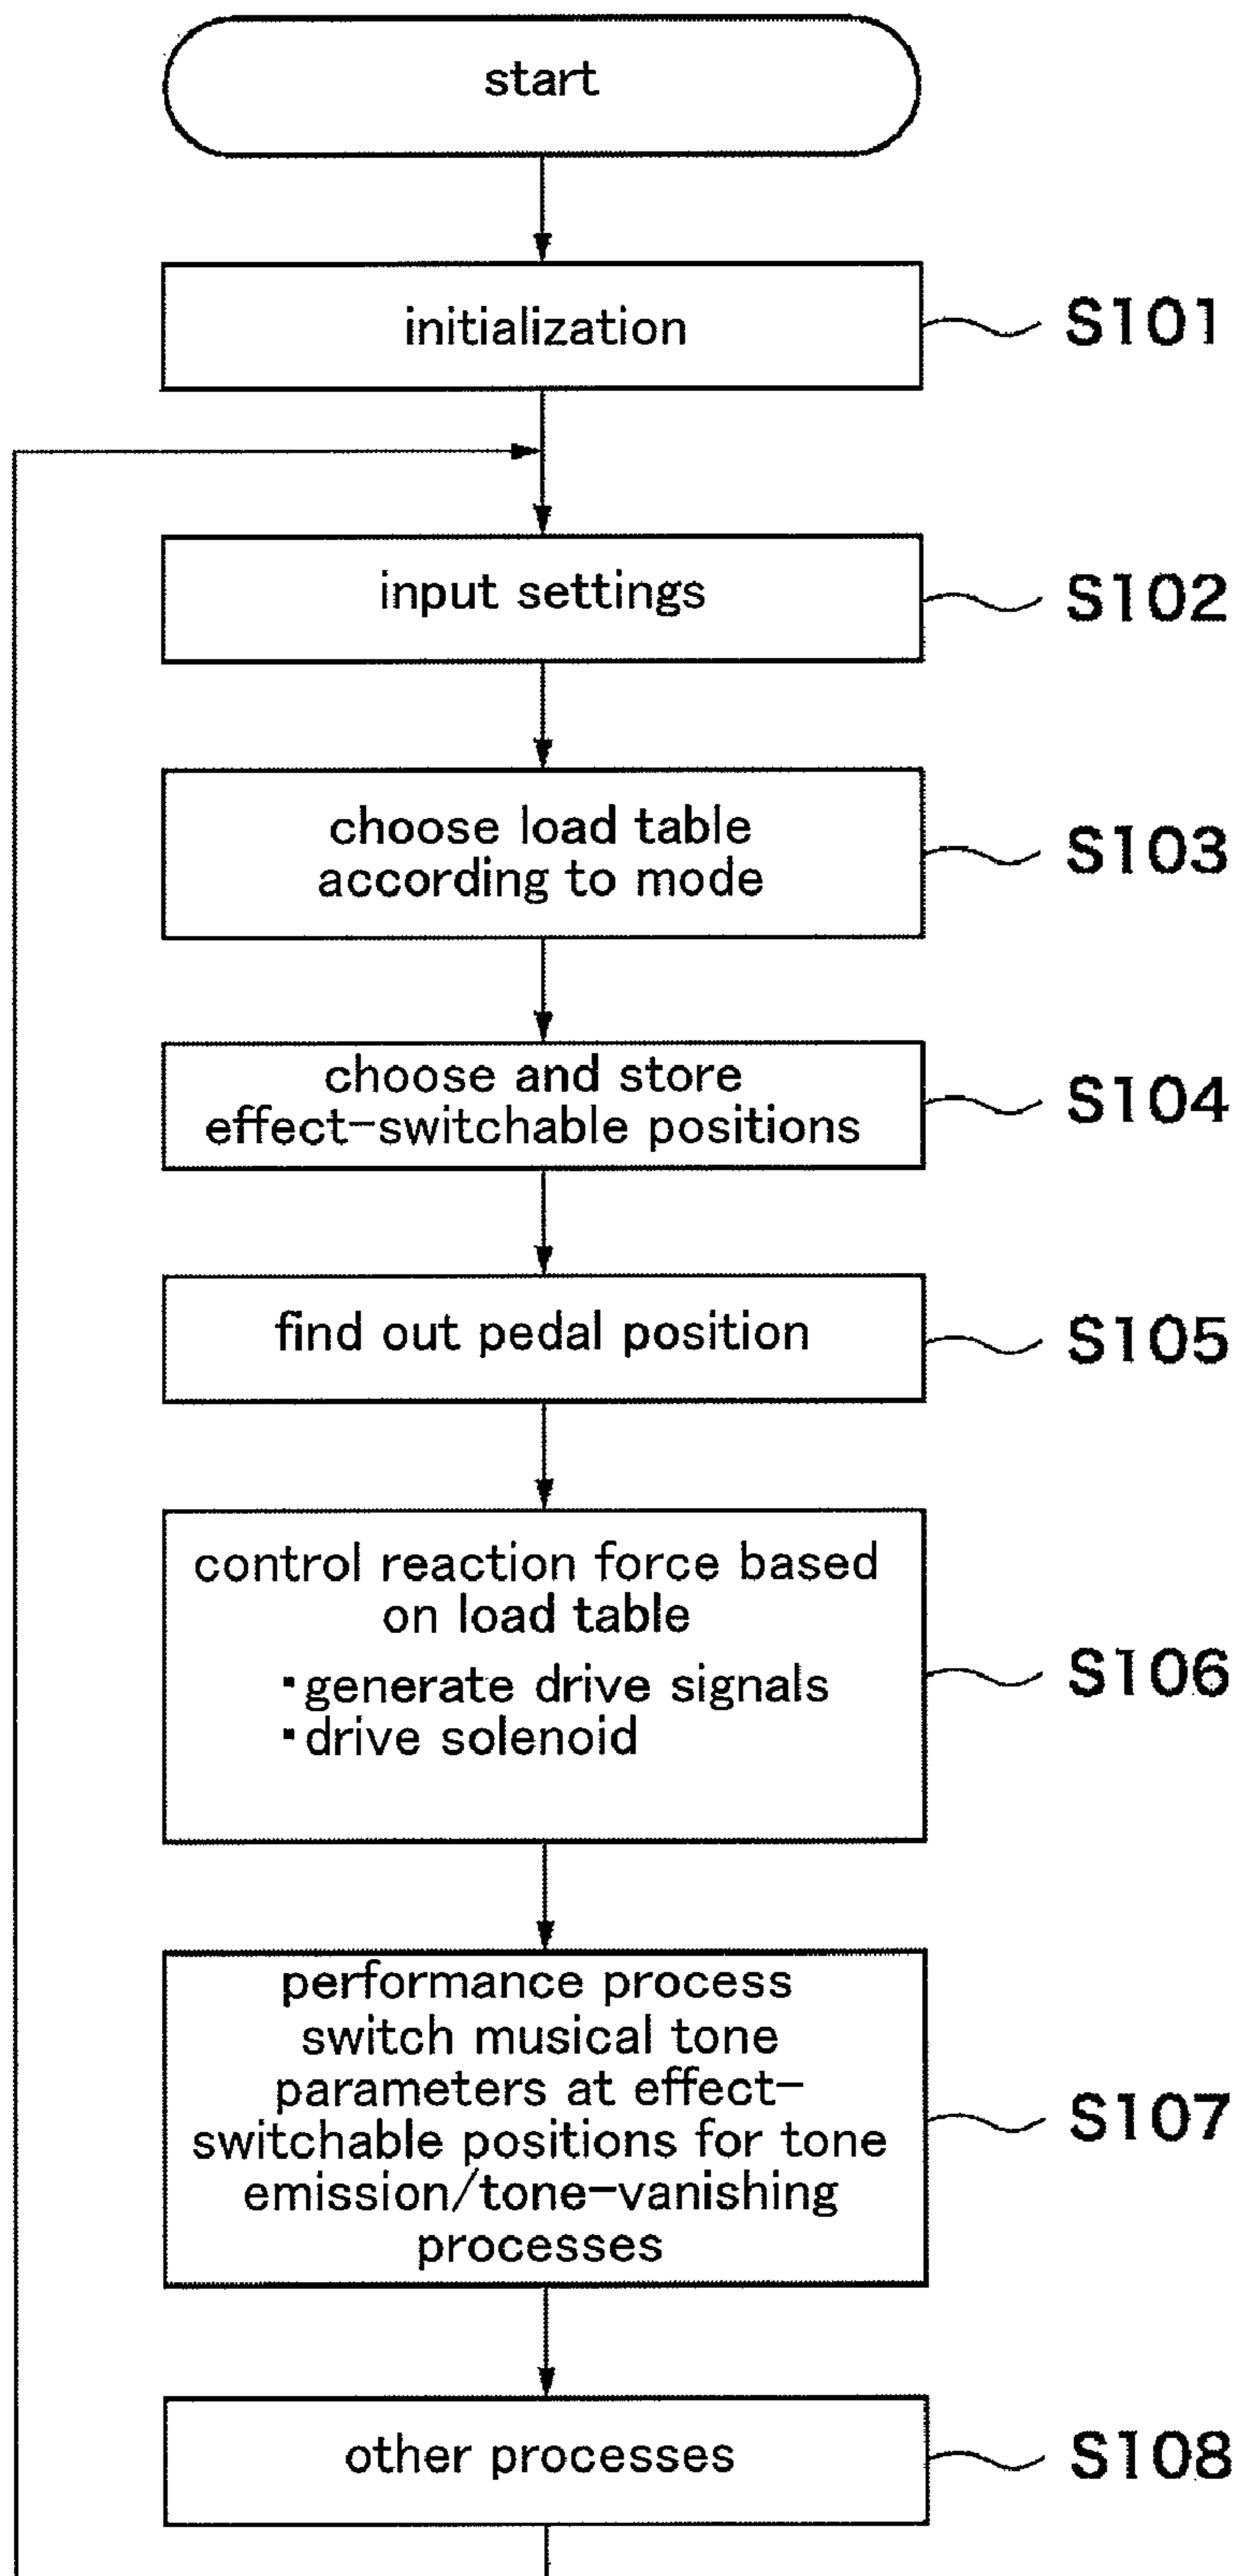 start
initialization
S101
input settings
S102
choose load table
according to mode
S103
choose and store
effect-switchable positions
S104
find out pedal position
S105
control reaction force based
on load table
▪generate drive signals
▪drive solenoid
S106
performance process
switch musical tone
parameters at effect-
switchable positions for tone
emission/tone-vanishing
processes
S107
other processes
S108